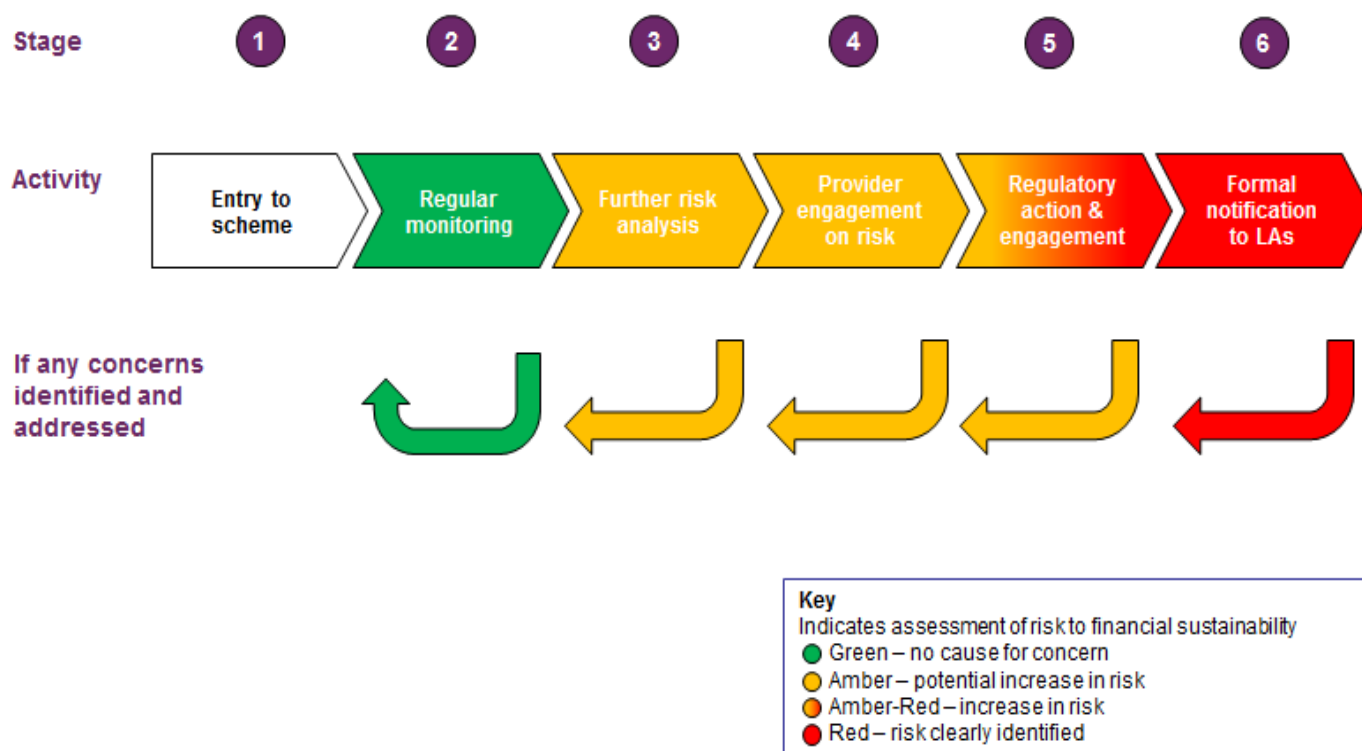 Stage
1
2
3
4
5
6
Activity
Entry to
scheme
Regular
monitoring
Further risk
analysis
Provider
engagement
on risk
Regulatory
action &
engagement
Formal
notification
to LAs
If any concerns
identified and
addressed
Key
Indicates assessment of risk to financial sustainability
Green – no cause for concern
Amber – potential increase in risk
Amber-Red – increase in risk
Red – risk clearly identified